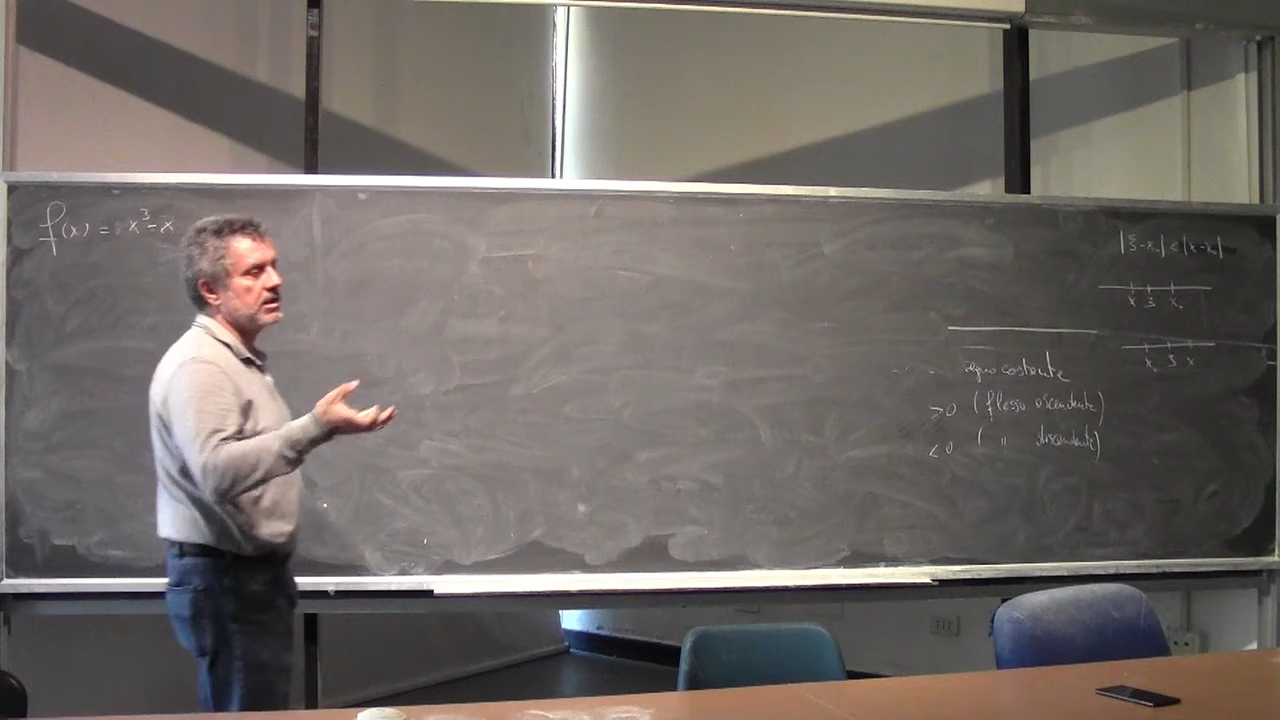 f(x) = x³-x
|ξ-x₀| < |x-x₀|
x ξ x₀
x₀ ξ x
segno costante
>0 (flesso ascendente)
<0 ( " discendente)